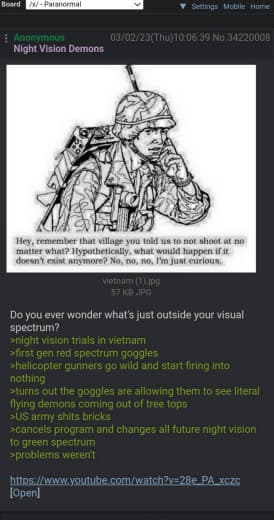 Board /x/ - Paranormal ▼ Settings Mobile Home
Anonymous 03/02/23(Thu)10:06:39 No.34220008
Night Vision Demons
Hey, remember that village you told us to not shoot at no
matter what? Hypothetically, what would happen if it
doesn't exist anymore? No, no, no, I'm just curious.
vietnam (1).jpg
57 KB JPG
Do you ever wonder what's just outside your visual
spectrum?
>night vision trials in vietnam
>first gen red spectrum goggles
>helicopter gunners go wild and start firing into
nothing
>turns out the goggles are allowing them to see literal
flying demons coming out of tree tops
>US army shits bricks
>cancels program and changes all future night vision
to green spectrum
>problems weren't
https://www.youtube.com/watch?v=28e_PA_xczc
[Open]